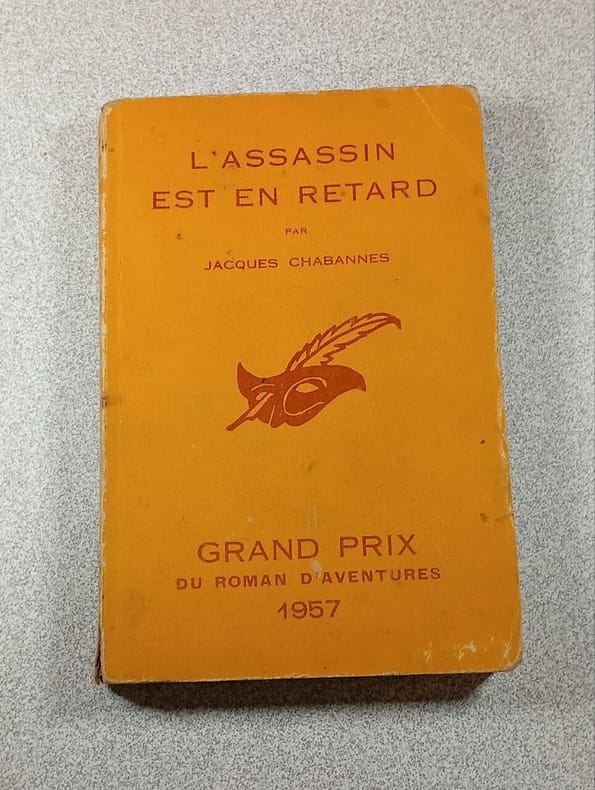 L'ASSASSIN
EST EN RETARD
PAR
JACQUES CHABANNES
GRAND PRIX
DU ROMAN D'AVENTURES
1957